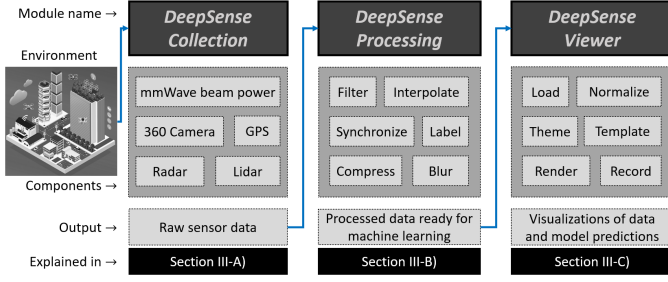 Module name →
DeepSense
Collection
DeepSense
Processing
DeepSense
Viewer
Environment
mmWave beam power
360 Camera
GPS
Radar
Lidar
Filter
Interpolate
Synchronize
Label
Compress
Blur
Load
Normalize
Theme
Template
Render
Record
Components →
Output →
Raw sensor data
Processed data ready for
machine learning
Visualizations of data
and model predictions
Explained in →
Section III-A)
Section III-B)
Section III-C)